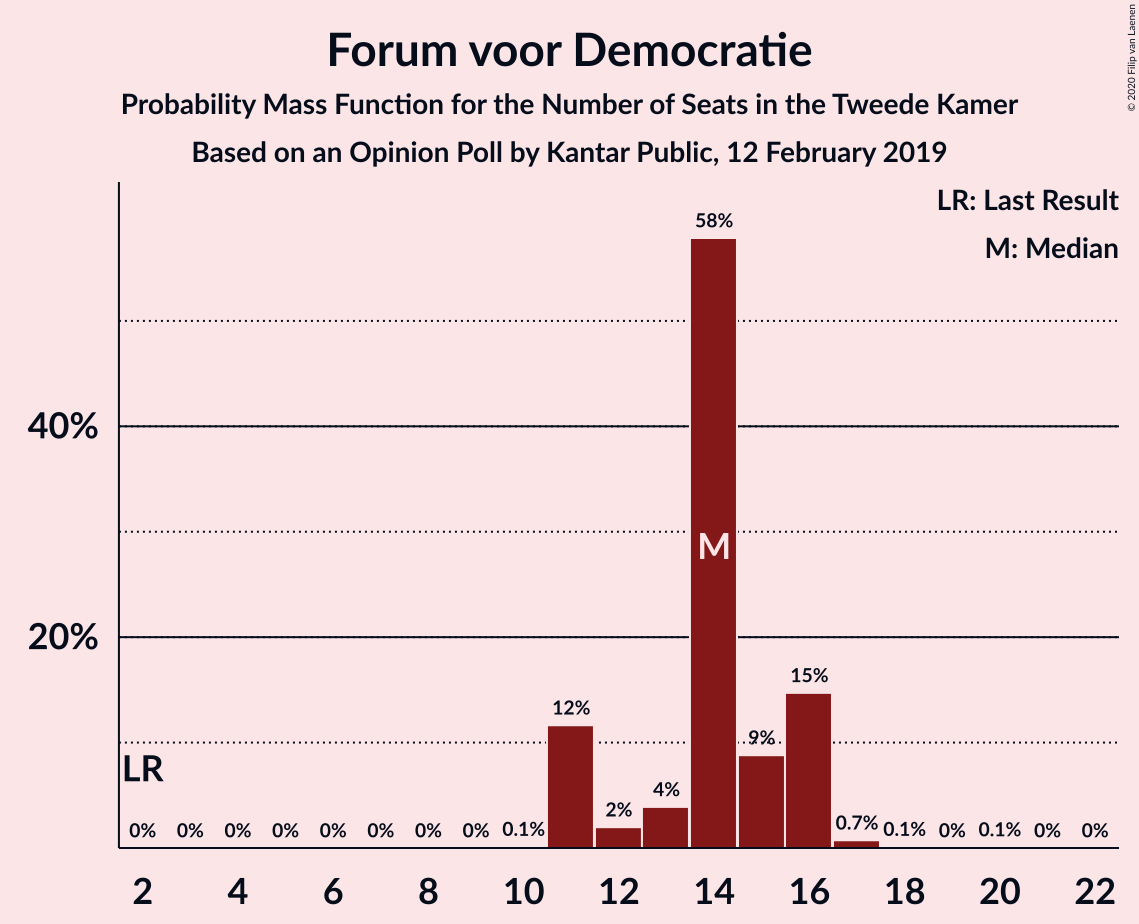 Forum voor Democratie
Probability Mass Function for the Number of Seats in the Tweede Kamer
Based on an Opinion Poll by Kantar Public, 12 February 2019
© 2020 Filip van Laenen
LR: Last Result
M: Median
58%
40%
M
20%
15%
12%
9%
LR
4%
2%
0% 0% 0% 0% 0% 0% 0% 0% 0.1% 0.7% 0.1% 0% 0.1% 0% 0%
2 4 6 8 10 12 14 16 18 20 22